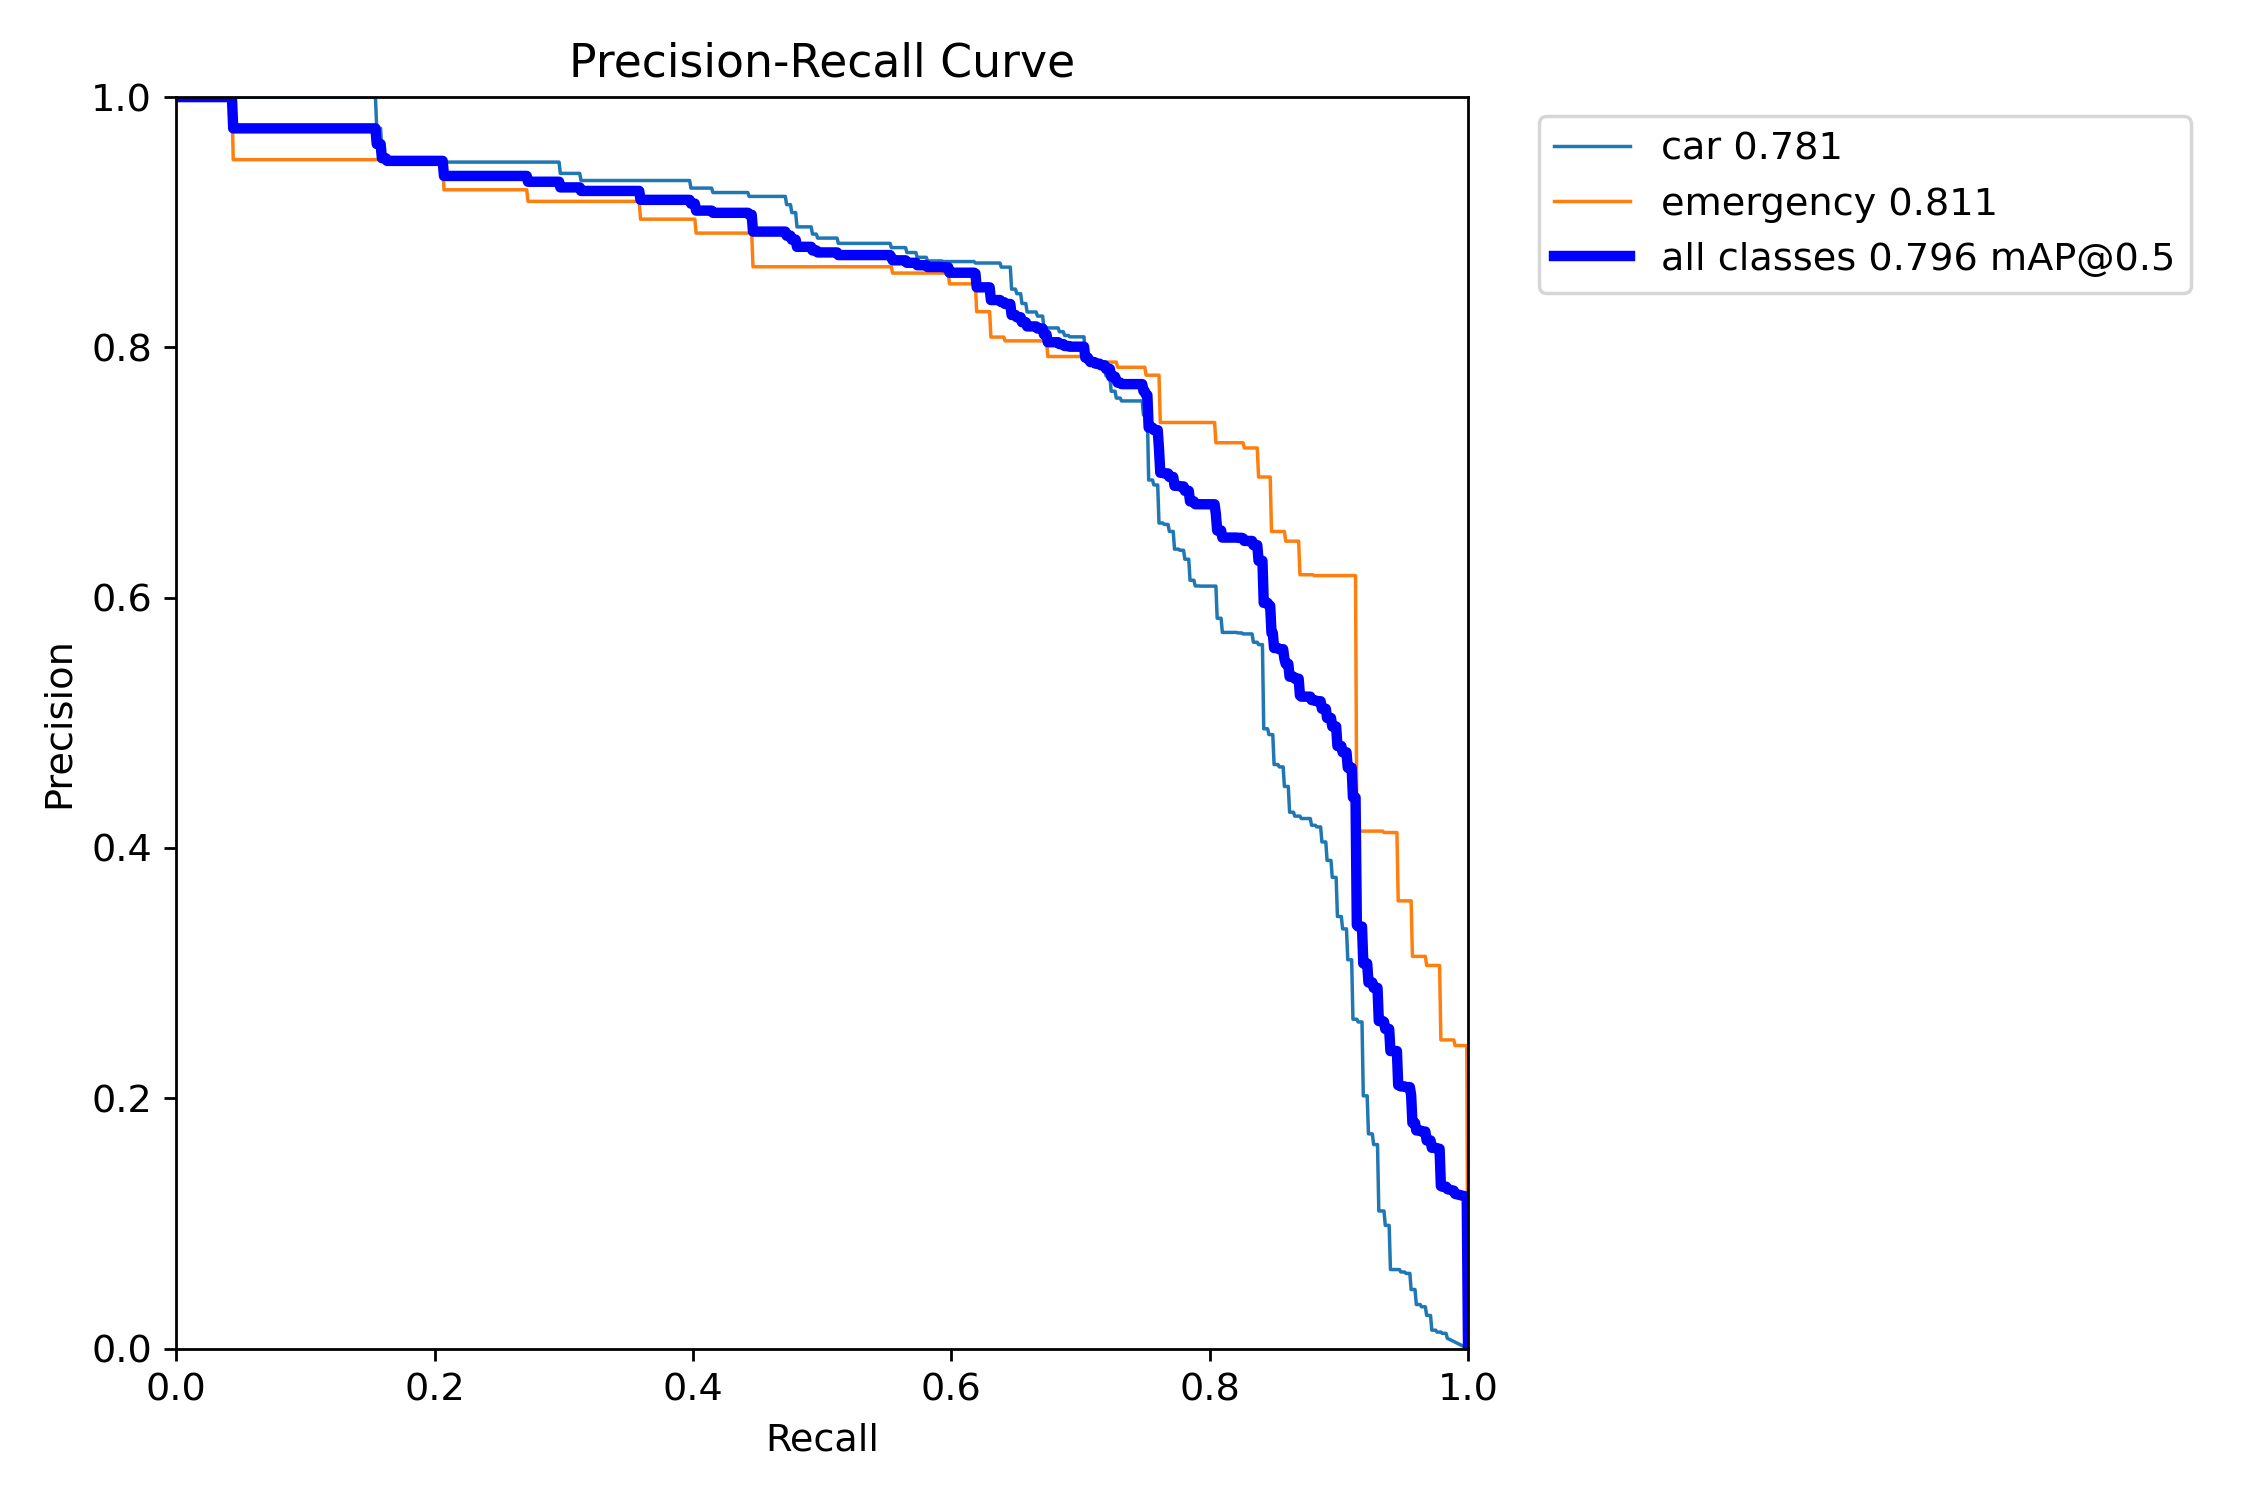 Precision-Recall Curve
1.0
0.8
0.6
0.4
0.2
0.0
Precision
0.0 0.2 0.4 0.6 0.8 1.0
Recall
car 0.781
emergency 0.811
all classes 0.796 mAP@0.5